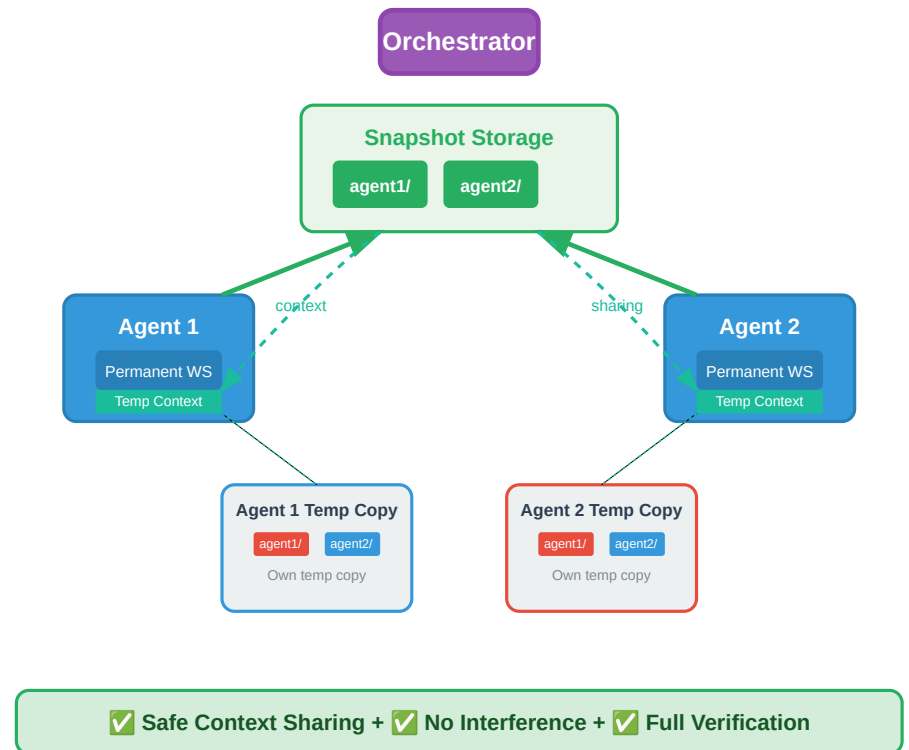 Orchestrator
Snapshot Storage
agent1/ agent2/
context sharing
Agent 1
Permanent WS
Temp Context
Agent 2
Permanent WS
Temp Context
Agent 1 Temp Copy
agent1/ agent2/
Own temp copy
Agent 2 Temp Copy
agent1/ agent2/
Own temp copy
✅ Safe Context Sharing + ✅ No Interference + ✅ Full Verification